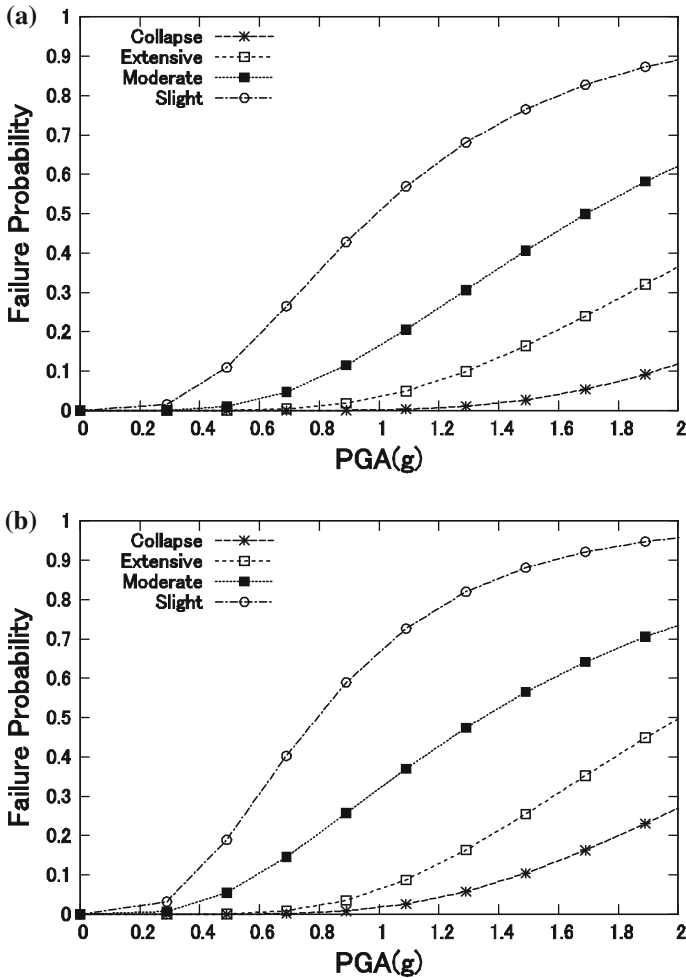 (a)
1
0.9
0.8
0.7
0.6
0.5
0.4
0.3
0.2
0.1
0
Failure Probability
Collapse
Extensive
Moderate
Slight
0 0.2 0.4 0.6 0.8 1 1.2 1.4 1.6 1.8 2
PGA(g)
(b)
1
0.9
0.8
0.7
0.6
0.5
0.4
0.3
0.2
0.1
0
Failure Probability
Collapse
Extensive
Moderate
Slight
0 0.2 0.4 0.6 0.8 1 1.2 1.4 1.6 1.8 2
PGA(g)